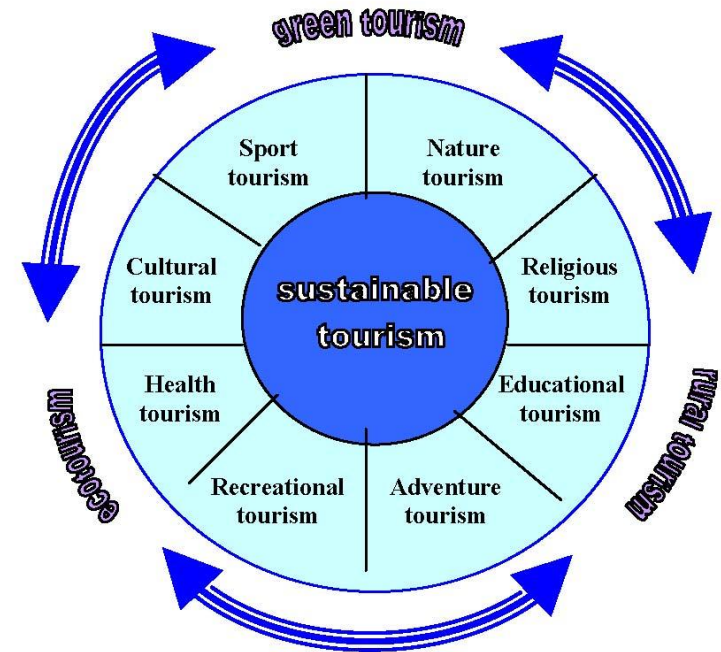 green tourism
Sport
tourism
Nature
tourism
Cultural
tourism
sustainable
tourism
Religious
tourism
Health
tourism
Educational
tourism
Recreational
tourism
Adventure
tourism
ecotourism
rural tourism